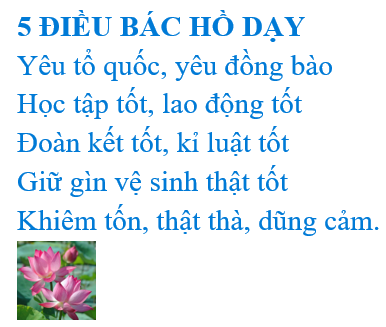 5 ĐIỀU BÁC HỒ DẠY
Yêu tổ quốc, yêu đồng bào
Học tập tốt, lao động tốt
Đoàn kết tốt, kỉ luật tốt
Giữ gìn vệ sinh thật tốt
Khiêm tốn, thật thà, dũng cảm.